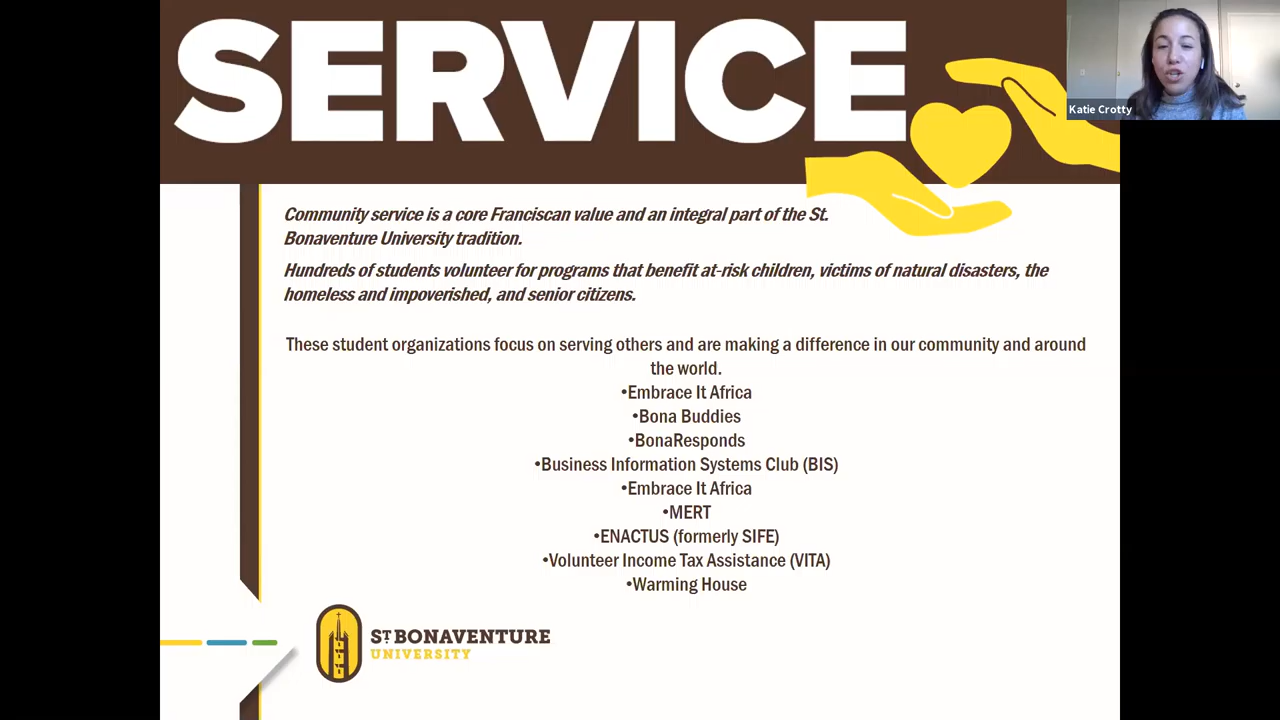 SERVICE
Katie Crotty
Community service is a core Franciscan value and an integral part of the St.
Bonaventure University tradition.
Hundreds of students volunteer for programs that benefit at-risk children, victims of natural disasters, the
homeless and impoverished, and senior citizens.
These student organizations focus on serving others and are making a difference in our community and around
the world.
•Embrace It Africa
•Bona Buddies
•BonaResponds
•Business Information Systems Club (BIS)
•Embrace It Africa
•MERT
•ENACTUS (formerly SIFE)
•Volunteer Income Tax Assistance (VITA)
•Warming House
ST BONAVENTURE
UNIVERSITY